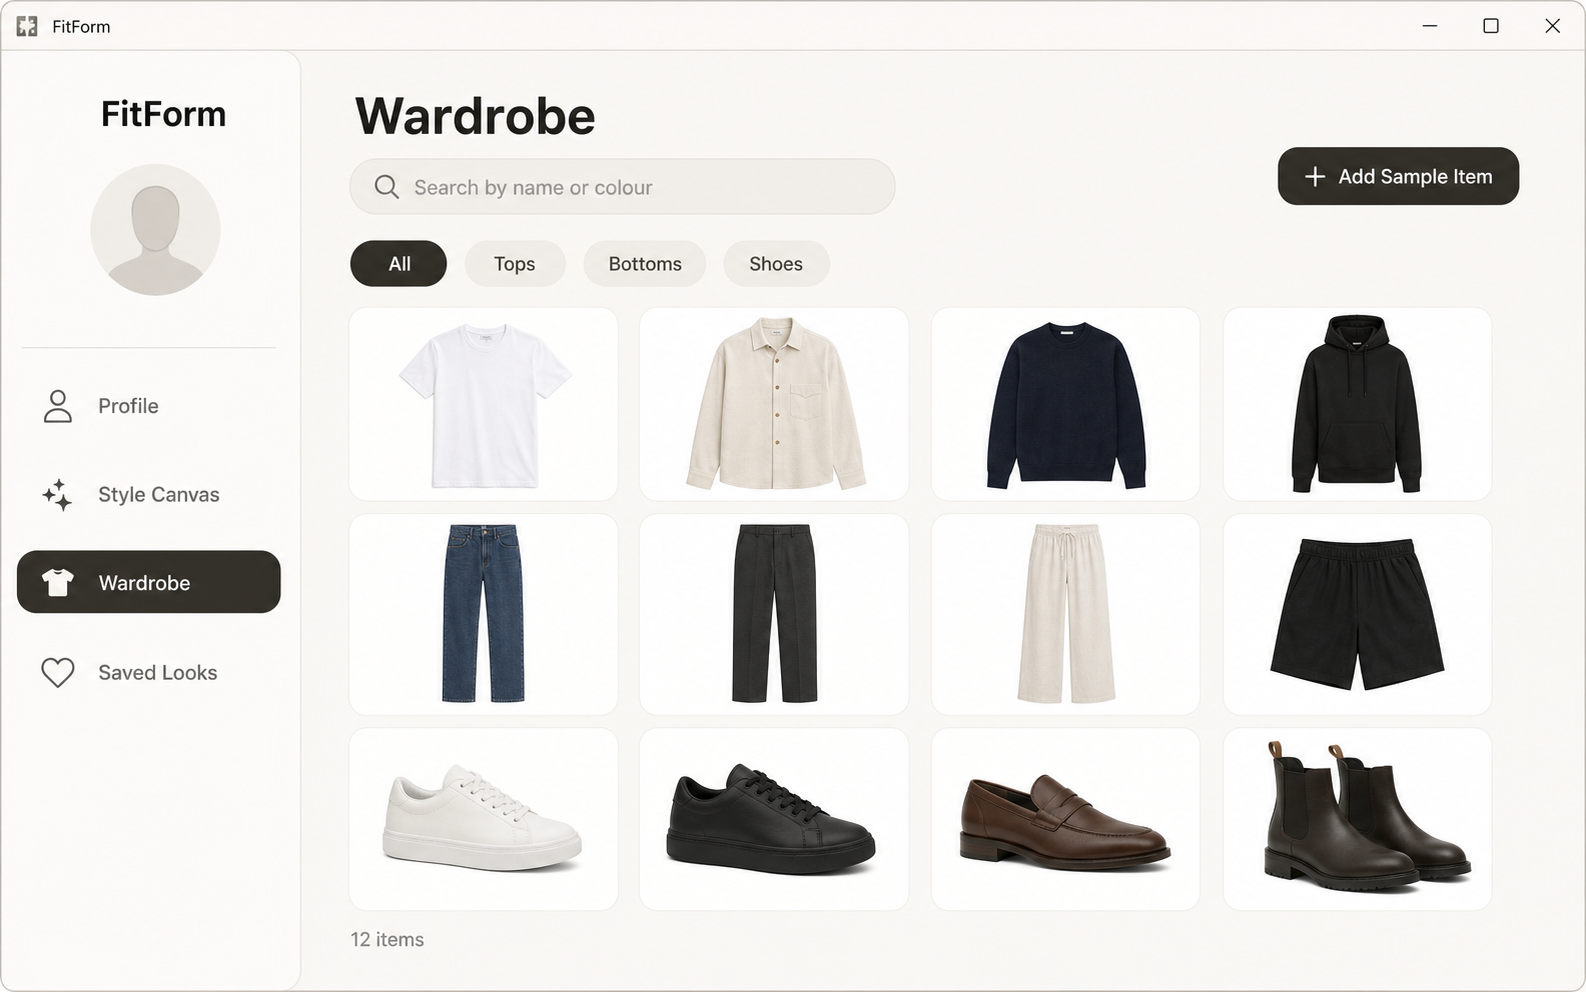 FitForm
FitForm
Wardrobe
Search by name or colour
+ Add Sample Item
All
Tops
Bottoms
Shoes
Profile
Style Canvas
Wardrobe
Saved Looks
12 items